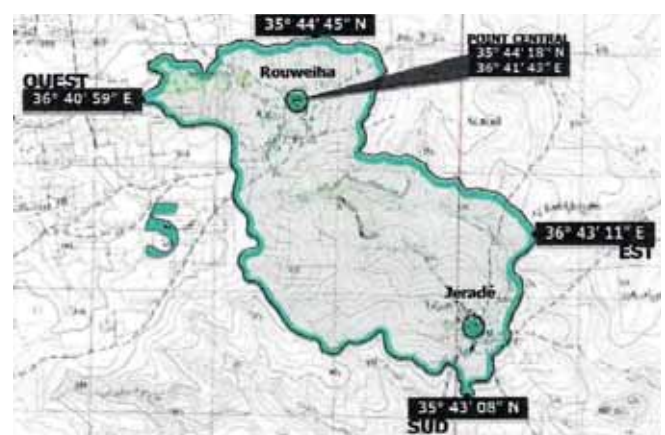 35° 44' 45" N
POINT CENTRAL
35° 44' 18" N
36° 41' 43" E
Rouweiha
OUEST
36° 40' 59" E
5
36° 43' 11" E
EST
Jeradé
35° 43' 08" N
SUD